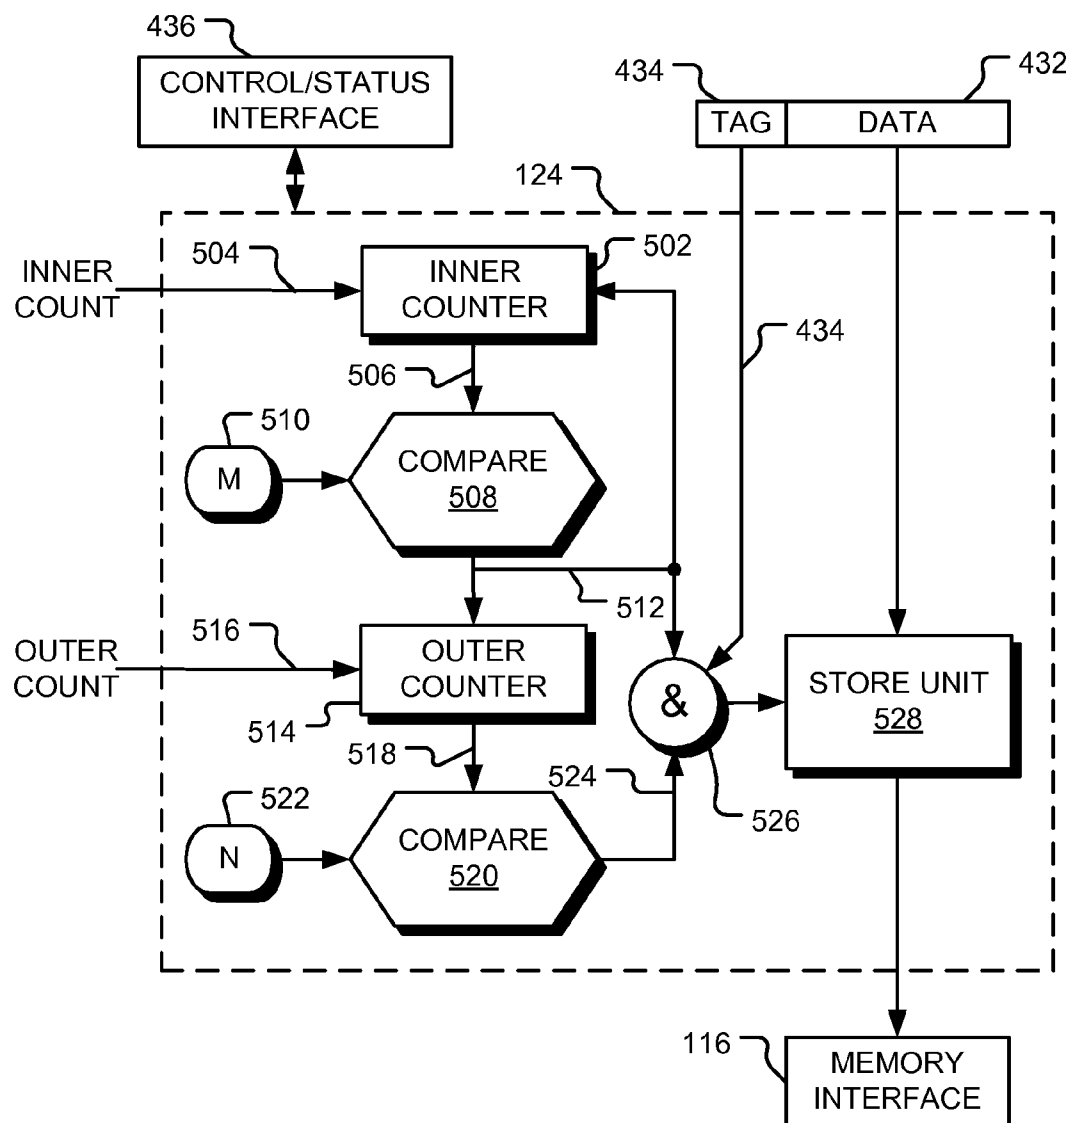 436
CONTROL/STATUS
INTERFACE
434
432
TAG
DATA
124
INNER
COUNT
504
INNER
COUNTER
502
434
506
510
M
COMPARE
508
512
OUTER
COUNT
516
OUTER
COUNTER
514
&
STORE UNIT
528
518
524
526
522
N
COMPARE
520
116
MEMORY
INTERFACE